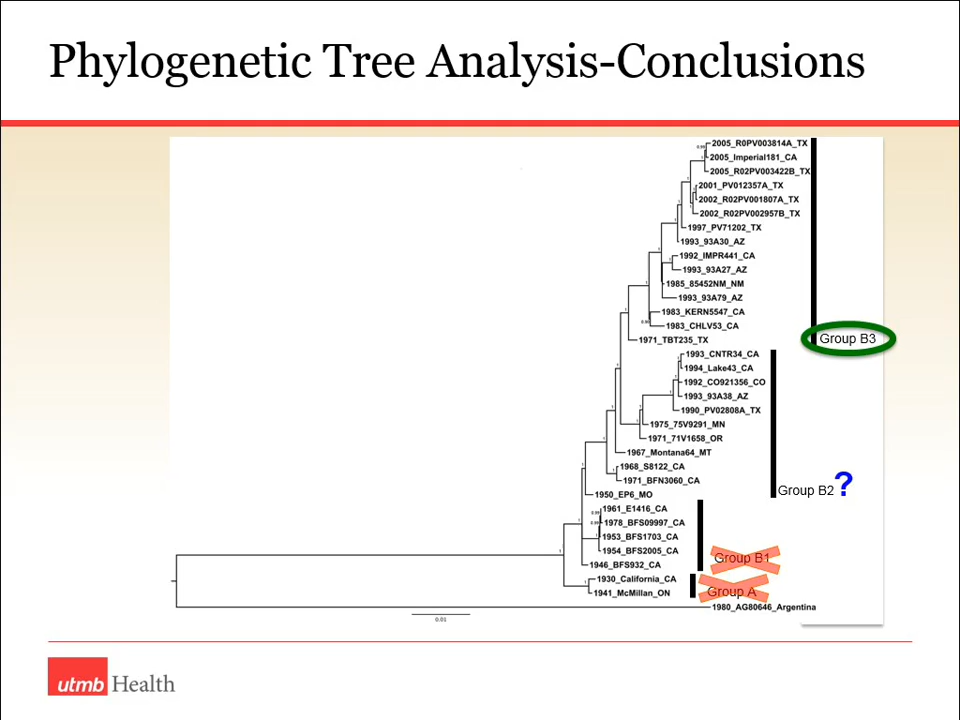 Phylogenetic Tree Analysis-Conclusions
2005_R0PV003814A_TX
0.99
2005_Imperial181_CA
2005_R02PV003422B_TX
2001_PV012357A_TX
2002_R02PV001807A_TX
2002_R02PV002957B_TX
1997_PV71202_TX
1993_93A30_AZ
1992_IMPR441_CA
1993_93A27_AZ
1985_85452NM_NM
1993_93A79_AZ
1983_KERN5547_CA
1983_CHLV53_CA
1971_TBT235_TX
Group B3
1993_CNTR34_CA
1994_Lake43_CA
1992_CO921356_CO
1993_93A38_AZ
1990_PV02808A_TX
1975_75V9291_MN
1971_71V1658_OR
1967_Montana64_MT
1968_S8122_CA
1971_BFN3060_CA
Group B2 ?
1950_EP6_MO
1961_E1416_CA
1978_BFS09997_CA
1953_BFS1703_CA
1954_BFS2005_CA
Group B1
1946_BFS932_CA
1930_California_CA
1941_McMillan_ON
Group A
1980_AG80646_Argentina
0.01
utmb Health